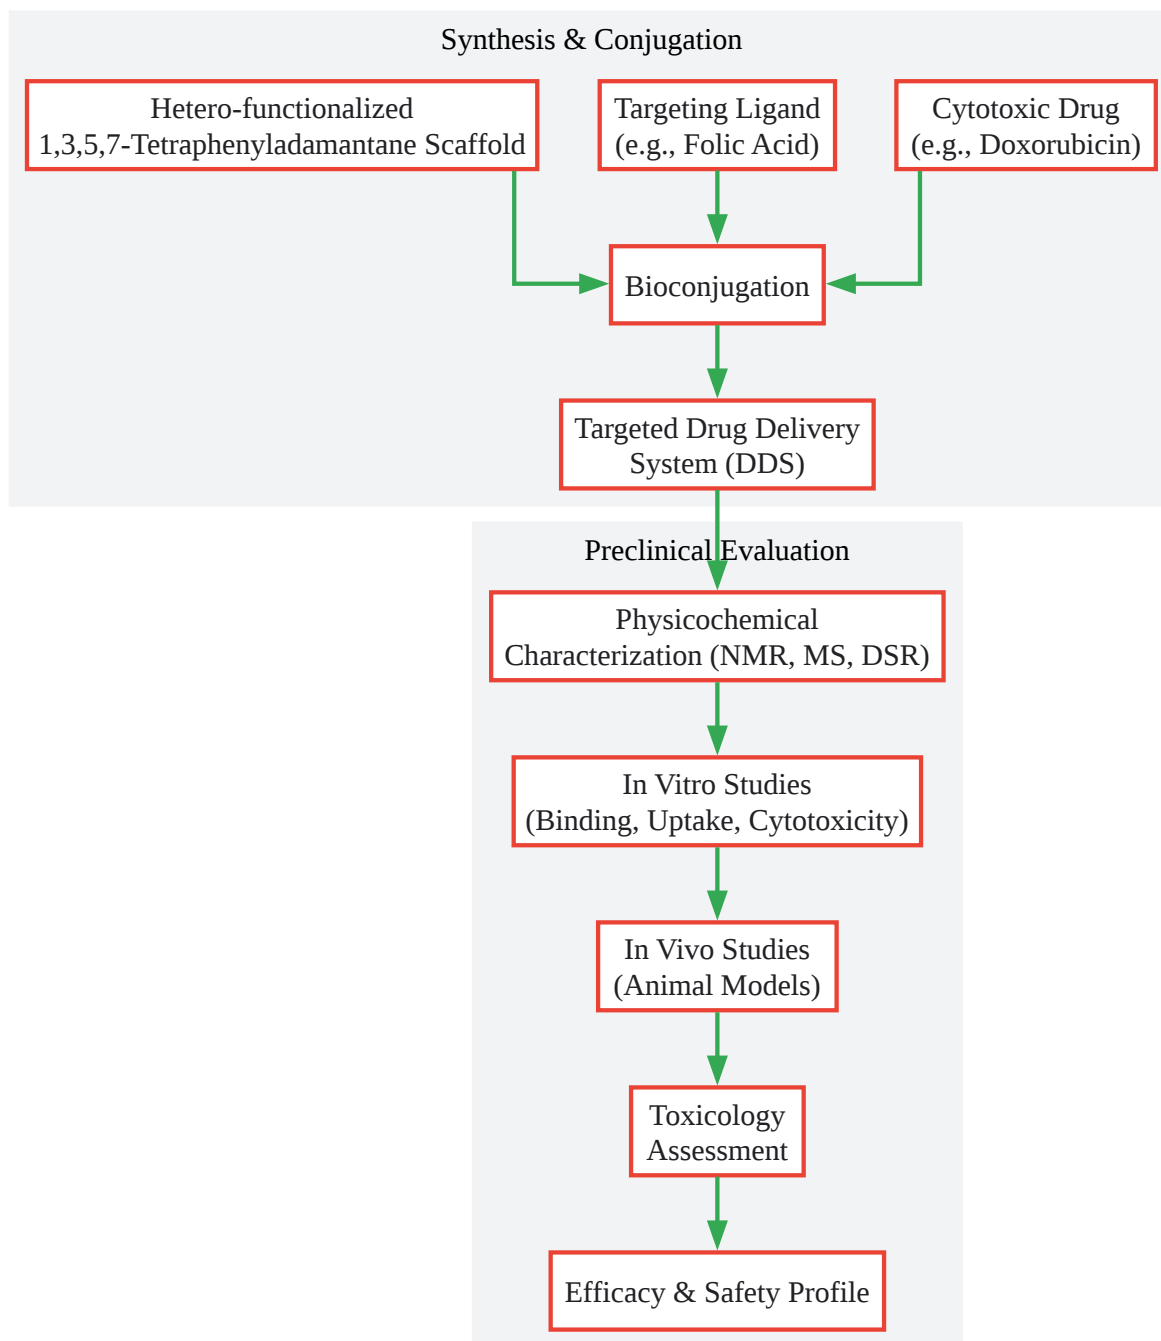 Synthesis & Conjugation
Hetero-functionalized
1,3,5,7-Tetraphenyladamantane Scaffold
Targeting Ligand
(e.g., Folic Acid)
Cytotoxic Drug
(e.g., Doxorubicin)
Bioconjugation
Targeted Drug Delivery
System (DDS)
Preclinical Evaluation
Physicochemical
Characterization (NMR, MS, DSR)
In Vitro Studies
(Binding, Uptake, Cytotoxicity)
In Vivo Studies
(Animal Models)
Toxicology
Assessment
Efficacy & Safety Profile